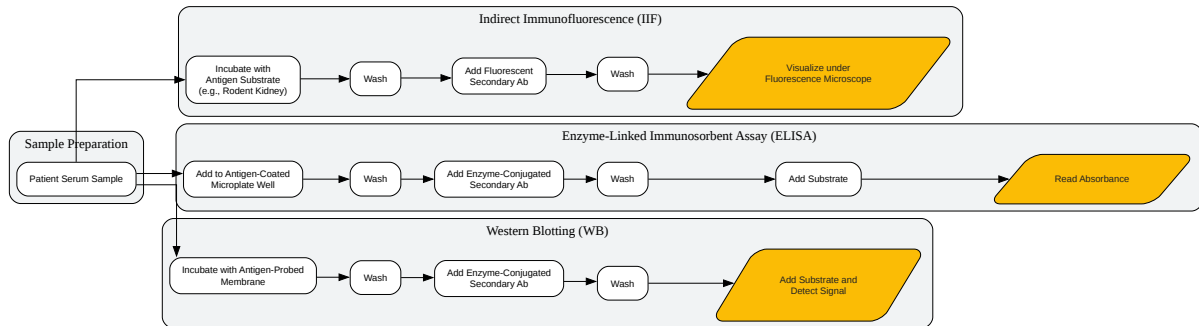 Indirect Immunofluorescence (IIF)
Incubate with
Antigen Substrate
(e.g., Rodent Kidney)
Wash
Add Fluorescent
Secondary Ab
Wash
Visualize under
Fluorescence Microscope
Sample Preparation
Patient Serum Sample
Enzyme-Linked Immunosorbent Assay (ELISA)
Add to Antigen-Coated
Microplate Well
Wash
Add Enzyme-Conjugated
Secondary Ab
Wash
Add Substrate
Read Absorbance
Western Blotting (WB)
Incubate with Antigen-Probed
Membrane
Wash
Add Enzyme-Conjugated
Secondary Ab
Wash
Add Substrate and
Detect Signal